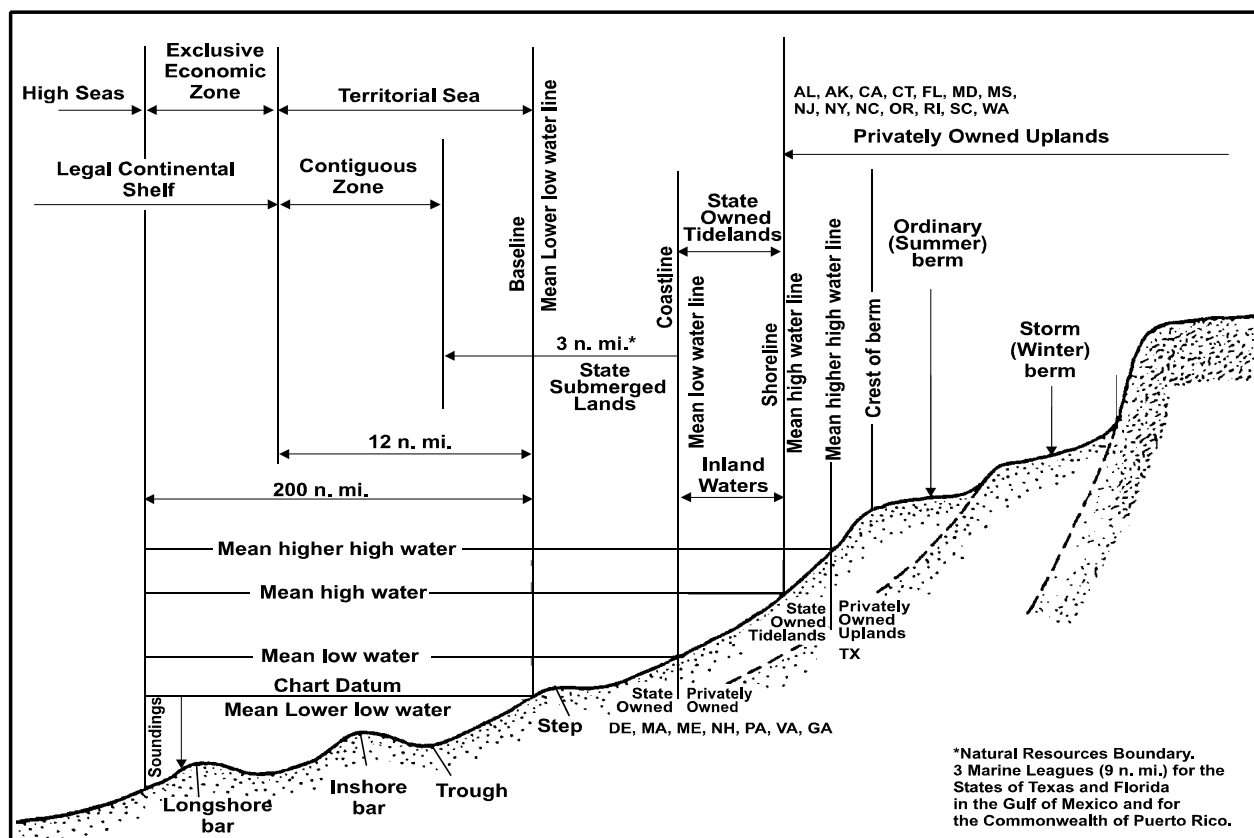 Exclusive
Economic
Zone
High Seas
Territorial Sea
Legal Continental
Shelf
Contiguous
Zone
Baseline
Mean Lower low water line
AL, AK, CA, CT, FL, MD, MS,
NJ, NY, NC, OR, RI, SC, WA
Privately Owned Uplands
State
Owned
Tidelands
Coastline
Mean low water line
Shoreline
Mean high water line
Mean higher high water line
Crest of berm
Ordinary
(Summer)
berm
Storm
(Winter)
berm
3 n. mi.*
State
Submerged
Lands
12 n. mi.
200 n. mi.
Inland
Waters
Mean higher high water
Mean high water
Mean low water
Chart Datum
Mean Lower low water
Soundings
State
Owned
Tidelands
Privately
Owned
Uplands
TX
State
Owned
Privately
Owned
DE, MA, ME, NH, PA, VA, GA
Step
Trough
Inshore
bar
Longshore
bar
*Natural Resources Boundary.
3 Marine Leagues (9 n. mi.) for the
States of Texas and Florida
in the Gulf of Mexico and for
the Commonwealth of Puerto Rico.